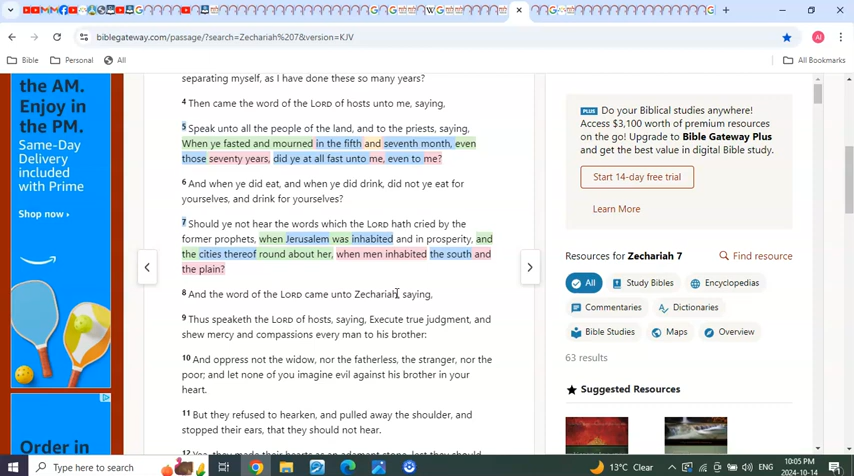 biblegateway.com/passage/?search=Zechariah%207&version=KJV
Bible
Personal
All
All Bookmarks
the AM.
Enjoy in
the PM.
Same-Day
Delivery
included
with Prime
Shop now ›
Order in
separating myself, as I have done these so many years?
4 Then came the word of the LORD of hosts unto me, saying,
5 Speak unto all the people of the land, and to the priests, saying,
When ye fasted and mourned in the fifth and seventh month, even
those seventy years, did ye at all fast unto me, even to me?
6 And when ye did eat, and when ye did drink, did not ye eat for
yourselves, and drink for yourselves?
7 Should ye not hear the words which the LORD hath cried by the
former prophets, when Jerusalem was inhabited and in prosperity, and
the cities thereof round about her, when men inhabited the south and
the plain?
8 And the word of the LORD came unto Zechariah, saying,
9 Thus speaketh the LORD of hosts, saying, Execute true judgment, and
shew mercy and compassions every man to his brother:
10 And oppress not the widow, nor the fatherless, the stranger, nor the
poor; and let none of you imagine evil against his brother in your
heart.
11 But they refused to hearken, and pulled away the shoulder, and
stopped their ears, that they should not hear.
12 Yea, they made their hearts as an adamant stone, lest they should
PLUS Do your Biblical studies anywhere!
Access $3,100 worth of premium resources
on the go! Upgrade to Bible Gateway Plus
and get the best value in digital Bible study.
Start 14-day free trial
Learn More
Resources for Zechariah 7
Find resource
All
Study Bibles
Encyclopedias
Commentaries
Dictionaries
Bible Studies
Maps
Overview
63 results
Suggested Resources
Type here to search
13°C Clear
ENG
10:05 PM
2024-10-14